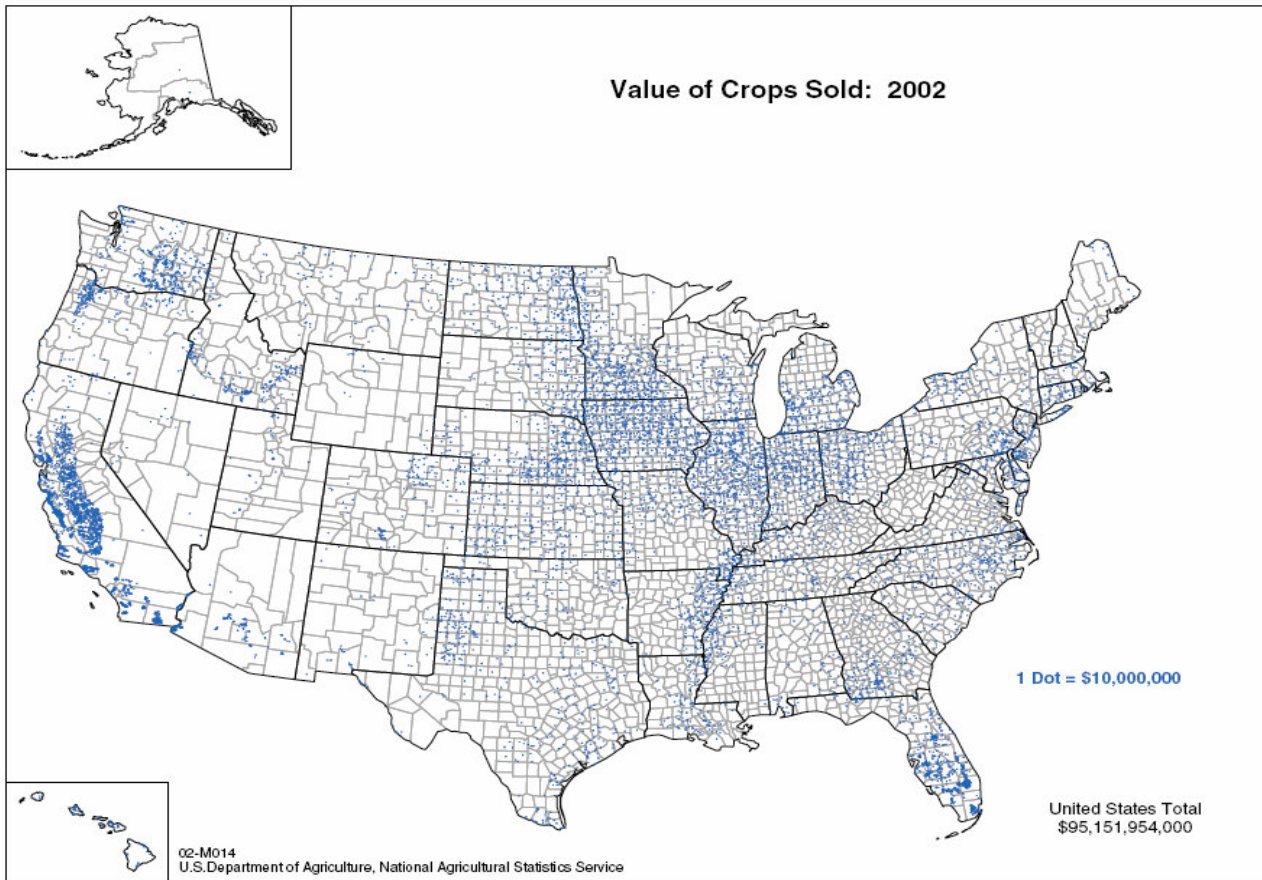 Value of Crops Sold: 2002
1 Dot = $10,000,000
United States Total
$95,151,954,000
02-M014
U.S.Department of Agriculture, National Agricultural Statistics Service